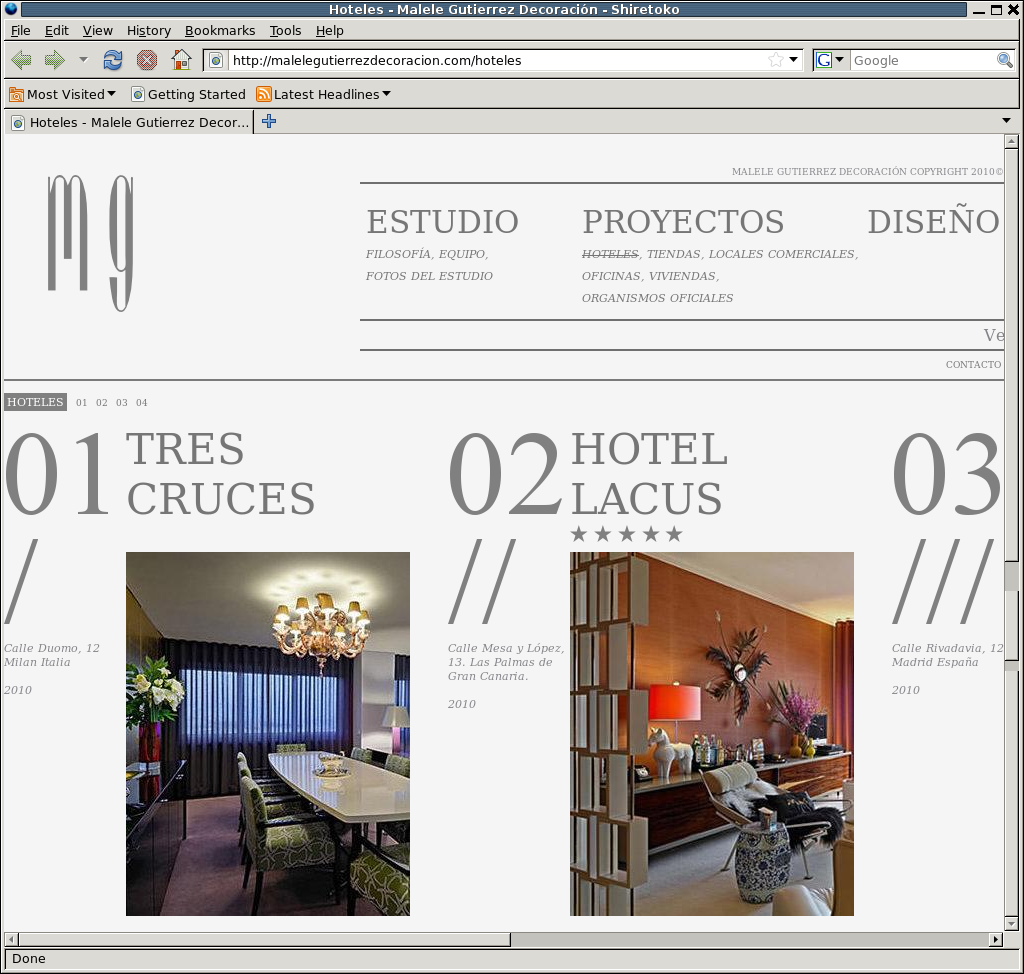 Hoteles - Malele Gutierrez Decoración - Shiretoko
File Edit View History Bookmarks Tools Help
http://malelegutierrezdecoracion.com/hoteles
G Google
Most Visited Getting Started Latest Headlines
Hoteles - Malele Gutierrez Decor...
MALELE GUTIERREZ DECORACIÓN COPYRIGHT 2010©
m g
ESTUDIO PROYECTOS DISEÑO
FILOSOFÍA, EQUIPO,
FOTOS DEL ESTUDIO
HOTELES, TIENDAS, LOCALES COMERCIALES,
OFICINAS, VIVIENDAS,
ORGANISMOS OFICIALES
Ve
CONTACTO
HOTELES 01 02 03 04
01 TRES
CRUCES
/
Calle Duomo, 12
Milan Italia
2010
02 HOTEL
LACUS
★★★★★
//
Calle Mesa y López,
13. Las Palmas de
Gran Canaria.
2010
03
///
Calle Rivadavia, 12
Madrid España
2010
Done